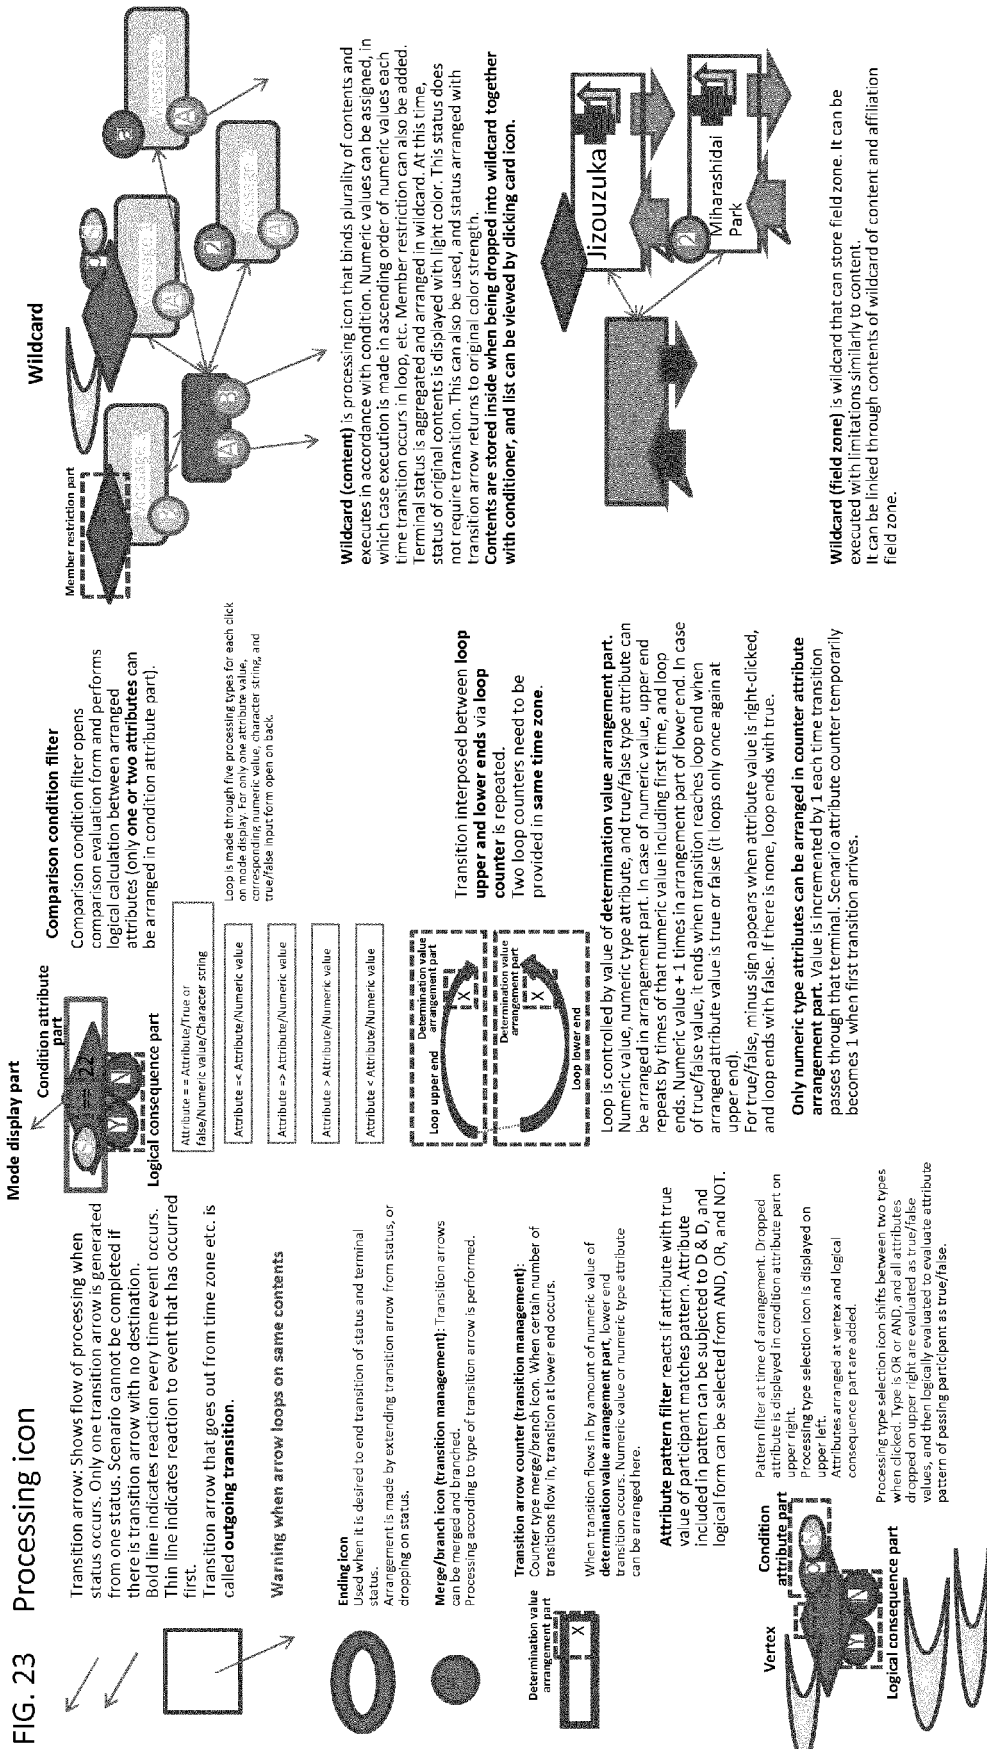 FIG. 23 Processing icon
Transition arrow: Shows flow of processing when
status occurs. Only one transition arrow is generated
from one status. Scenario cannot be completed if
there is transition arrow with no destination.
Bold line indicates reaction every time event occurs.
Thin line indicates reaction to event that has occurred
first.
Transition arrow that goes out from time zone etc. is
called outgoing transition.
Warning when arrow loops on same contents
Ending icon
Used when it is desired to end transition of status and terminal
status.
Arrangement is made by extending transition arrow from status, or
dropping on status.
Merge/branch icon (transition management): Transition arrows
can be merged and branched.
Processing according to type of transition arrow is performed.
Determination value
arrangement part
X
Transition arrow counter (transition management):
Counter type merge/branch icon. When certain number of
transitions flow in, transition at lower end occurs.
When transition flows in by amount of numeric value of
determination value arrangement part, lower end
transition occurs. Numeric value or numeric type attribute
can be arranged here.
Attribute pattern filter reacts if attribute with true
value of participant matches pattern. Attribute
included in pattern can be subjected to D & D, and
logical form can be selected from AND, OR, and NOT.
Vertex
Condition
attribute part
p
S
Y
N
Logical consequence part
Pattern filter at time of arrangement. Dropped
attribute is displayed in condition attribute part on
upper right.
Processing type selection icon is displayed on
upper left.
Attributes arranged at vertex and logical
consequence part are added.
Processing type selection icon shifts between two types
when clicked. Type is OR or AND, and all attributes
dropped on upper right are evaluated as true/false
values, and then logically evaluated to evaluate attribute
pattern of passing participant as true/false.
Mode display part
Condition attribute
part
S
== 22
Y
N
Logical consequence part
Comparison condition filter
Comparison condition filter opens
comparison evaluation form and performs
logical calculation between arranged
attributes (only one or two attributes can
be arranged in condition attribute part).
Attribute = Attribute/True or
false/Numeric value/Character string
Attribute =< Attribute/Numeric value
Attribute => Attribute/Numeric value
Attribute > Attribute/Numeric value
Attribute < Attribute/Numeric value
Loop is made through five processing types for each click
on mode display. For only one attribute value,
corresponding numeric value, character string, and
true/false input form open on back.
Loop upper end
Determination value
arrangement part
X
Determination value
arrangement part
X
Loop lower end
Transition interposed between loop
upper and lower ends via loop
counter is repeated.
Two loop counters need to be
provided in same time zone.
Loop is controlled by value of determination value arrangement part.
Numeric value, numeric type attribute, and true/false type attribute can
be arranged in arrangement part. In case of numeric value, upper end
repeats by times of that numeric value including first time, and loop
ends. Numeric value + 1 times in arrangement part of lower end. In case
of true/false value, it ends when transition reaches loop end when
arranged attribute value is true or false (it loops only once again at
upper end).
For true/false, minus sign appears when attribute value is right-clicked,
and loop ends with false. If there is none, loop ends with true.
Only numeric type attributes can be arranged in counter attribute
arrangement part. Value is incremented by 1 each time transition
passes through that terminal. Scenario attribute counter temporarily
becomes 1 when first transition arrives.
Wildcard
Member restriction part
Message
2
p
S
Message
A
Message
a
A
Message
2
A
A
B
Wildcard (content) is processing icon that binds plurality of contents and
executes in accordance with condition. Numeric values can be assigned, in
which case execution is made in ascending order of numeric values each
time transition occurs in loop, etc. Member restriction can also be added.
Terminal status is aggregated and arranged in wildcard. At this time,
status of original contents is displayed with light color. This status does
not require transition. This can also be used, and status arranged with
transition arrow returns to original color strength.
Contents are stored inside when being dropped into wildcard together
with conditioner, and list can be viewed by clicking card icon.
Jizouzuka
2
Miharashidai
Park
Wildcard (field zone) is wildcard that can store field zone. It can be
executed with limitations similarly to content.
It can be linked through contents of wildcard of content and affiliation
field zone.